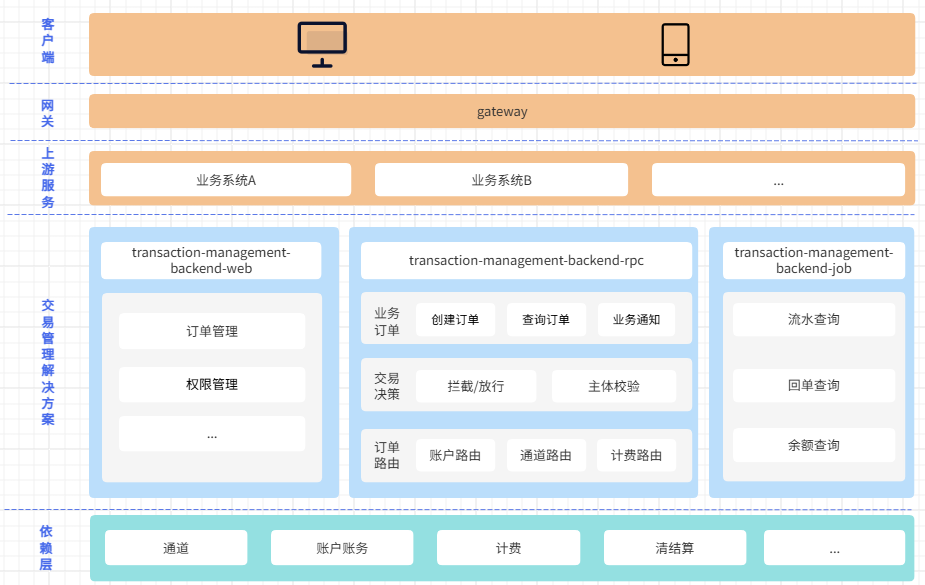 客
户
端
网
关
gateway
上
游
服
务
业务系统A
业务系统B
...
交
易
管
理
解
决
方
案
transaction-management-
backend-web
订单管理
权限管理
...
transaction-management-backend-rpc
业务
订单
创建订单
查询订单
业务通知
交易
决策
拦截/放行
主体校验
订单
路由
账户路由
通道路由
计费路由
transaction-management-
backend-job
流水查询
回单查询
余额查询
依
赖
层
通道
账户账务
计费
清结算
...